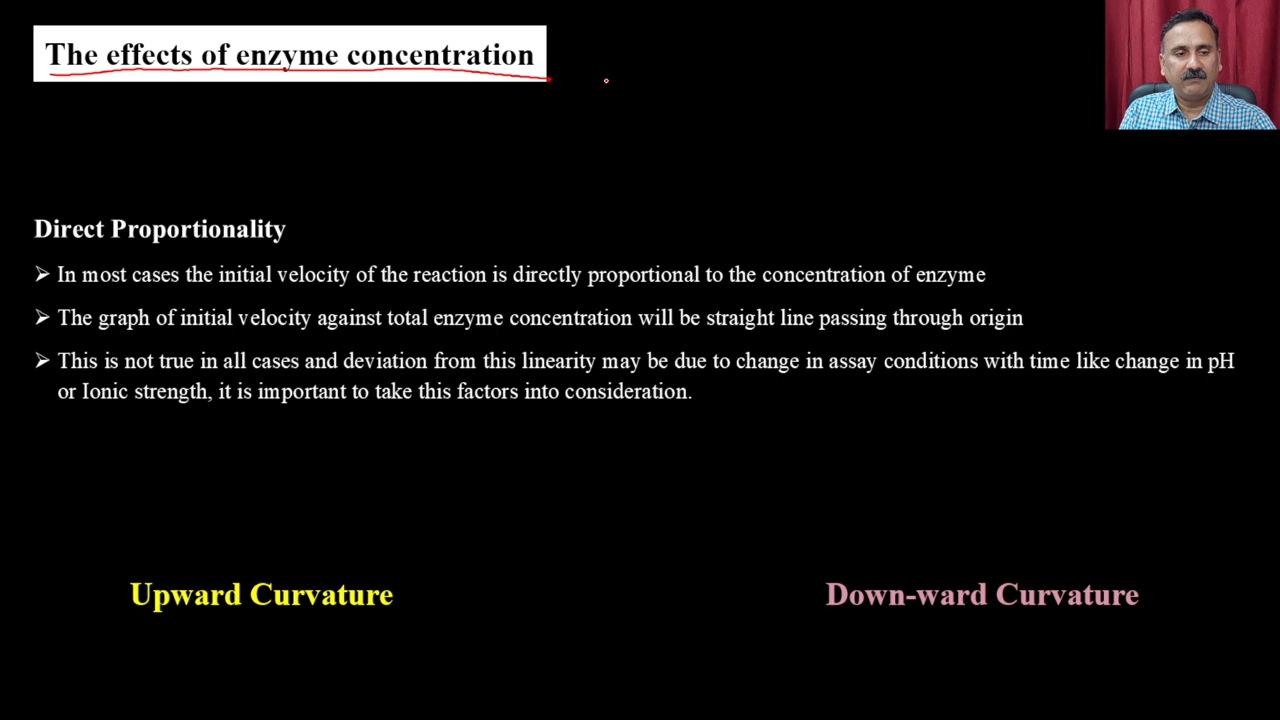 The effects of enzyme concentration
Direct Proportionality
➢ In most cases the initial velocity of the reaction is directly proportional to the concentration of enzyme
➢ The graph of initial velocity against total enzyme concentration will be straight line passing through origin
➢ This is not true in all cases and deviation from this linearity may be due to change in assay conditions with time like change in pH
or Ionic strength, it is important to take this factors into consideration.
Upward Curvature
Down-ward Curvature